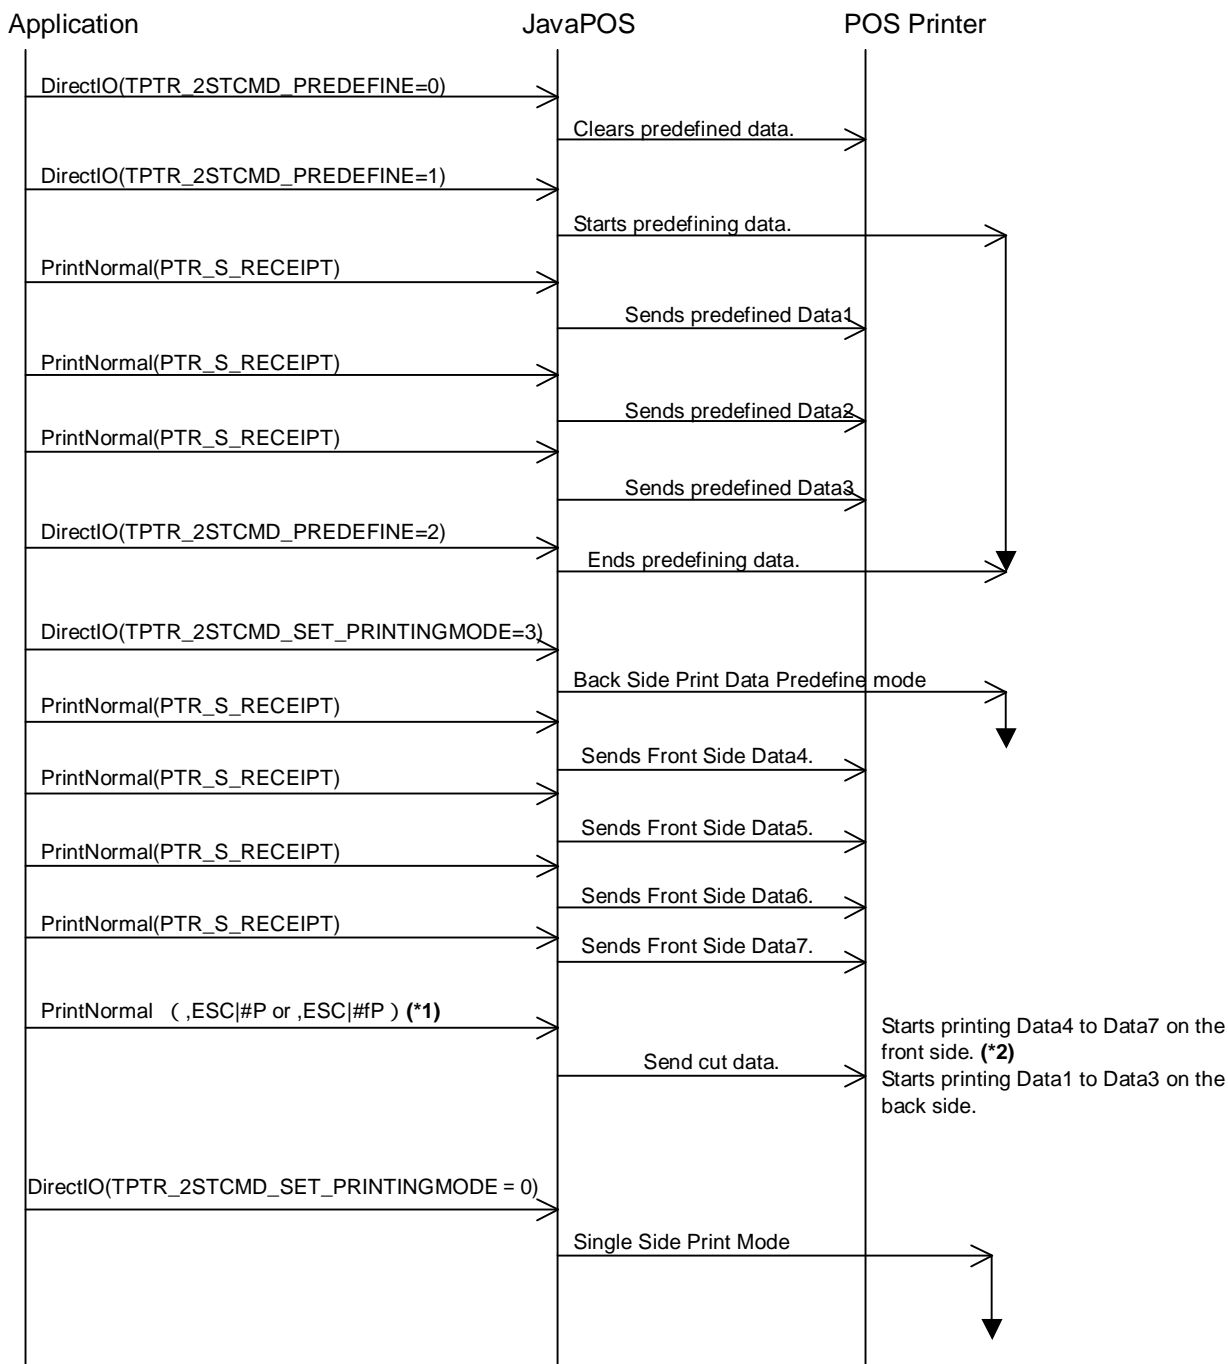 Application
JavaPOS
POS Printer
DirectIO(TPTR_2STCMD_PREDEFINE=0)
Clears predefined data.
DirectIO(TPTR_2STCMD_PREDEFINE=1)
Starts predefining data.
PrintNormal(PTR_S_RECEIPT)
Sends predefined Data1
PrintNormal(PTR_S_RECEIPT)
Sends predefined Data2
PrintNormal(PTR_S_RECEIPT)
Sends predefined Data3
DirectIO(TPTR_2STCMD_PREDEFINE=2)
Ends predefining data.
DirectIO(TPTR_2STCMD_SET_PRINTINGMODE=3)
Back Side Print Data Predefine mode
PrintNormal(PTR_S_RECEIPT)
Sends Front Side Data4.
PrintNormal(PTR_S_RECEIPT)
Sends Front Side Data5.
PrintNormal(PTR_S_RECEIPT)
Sends Front Side Data6.
PrintNormal(PTR_S_RECEIPT)
Sends Front Side Data7.
PrintNormal （,ESC|#P or ,ESC|#fP ）(*1)
Send cut data.
Starts printing Data4 to Data7 on the
front side. (*2)
Starts printing Data1 to Data3 on the
back side.
DirectIO(TPTR_2STCMD_SET_PRINTINGMODE = 0)
Single Side Print Mode